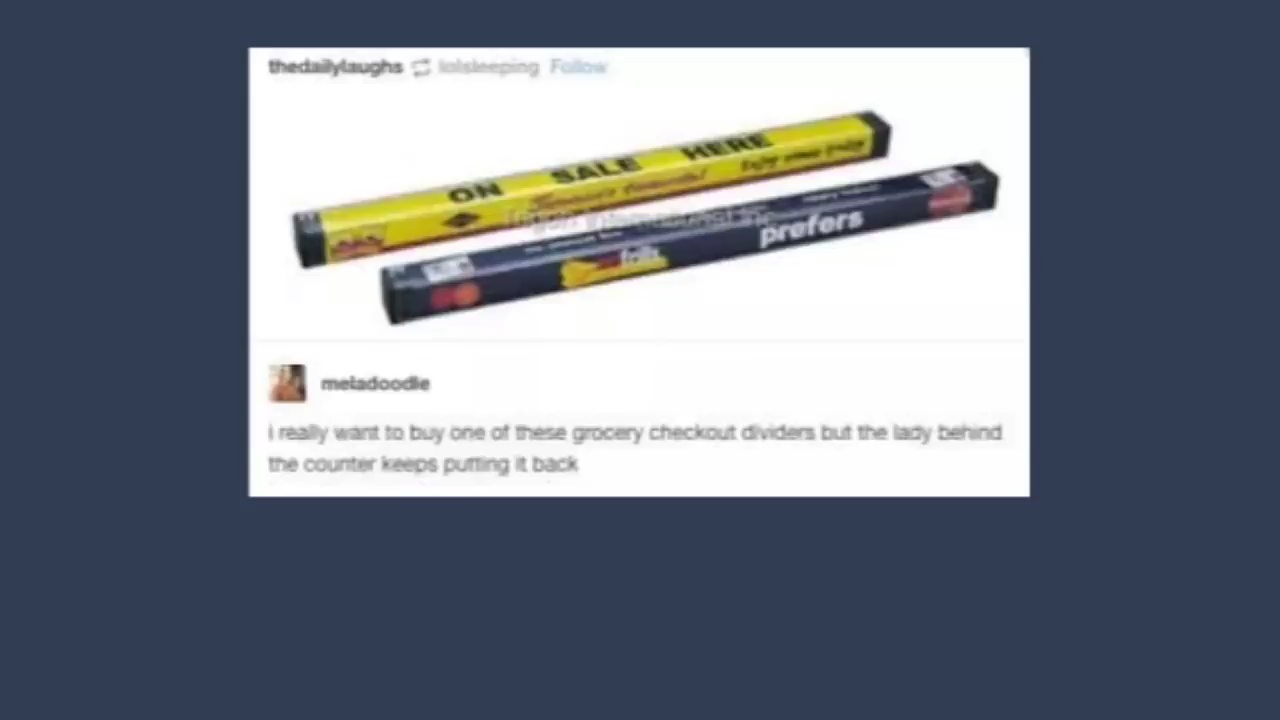 thedailylaughs lolsleeping Follow
ON SALE HERE
prefers
meladoodle
i really want to buy one of these grocery checkout dividers but the lady behind
the counter keeps putting it back